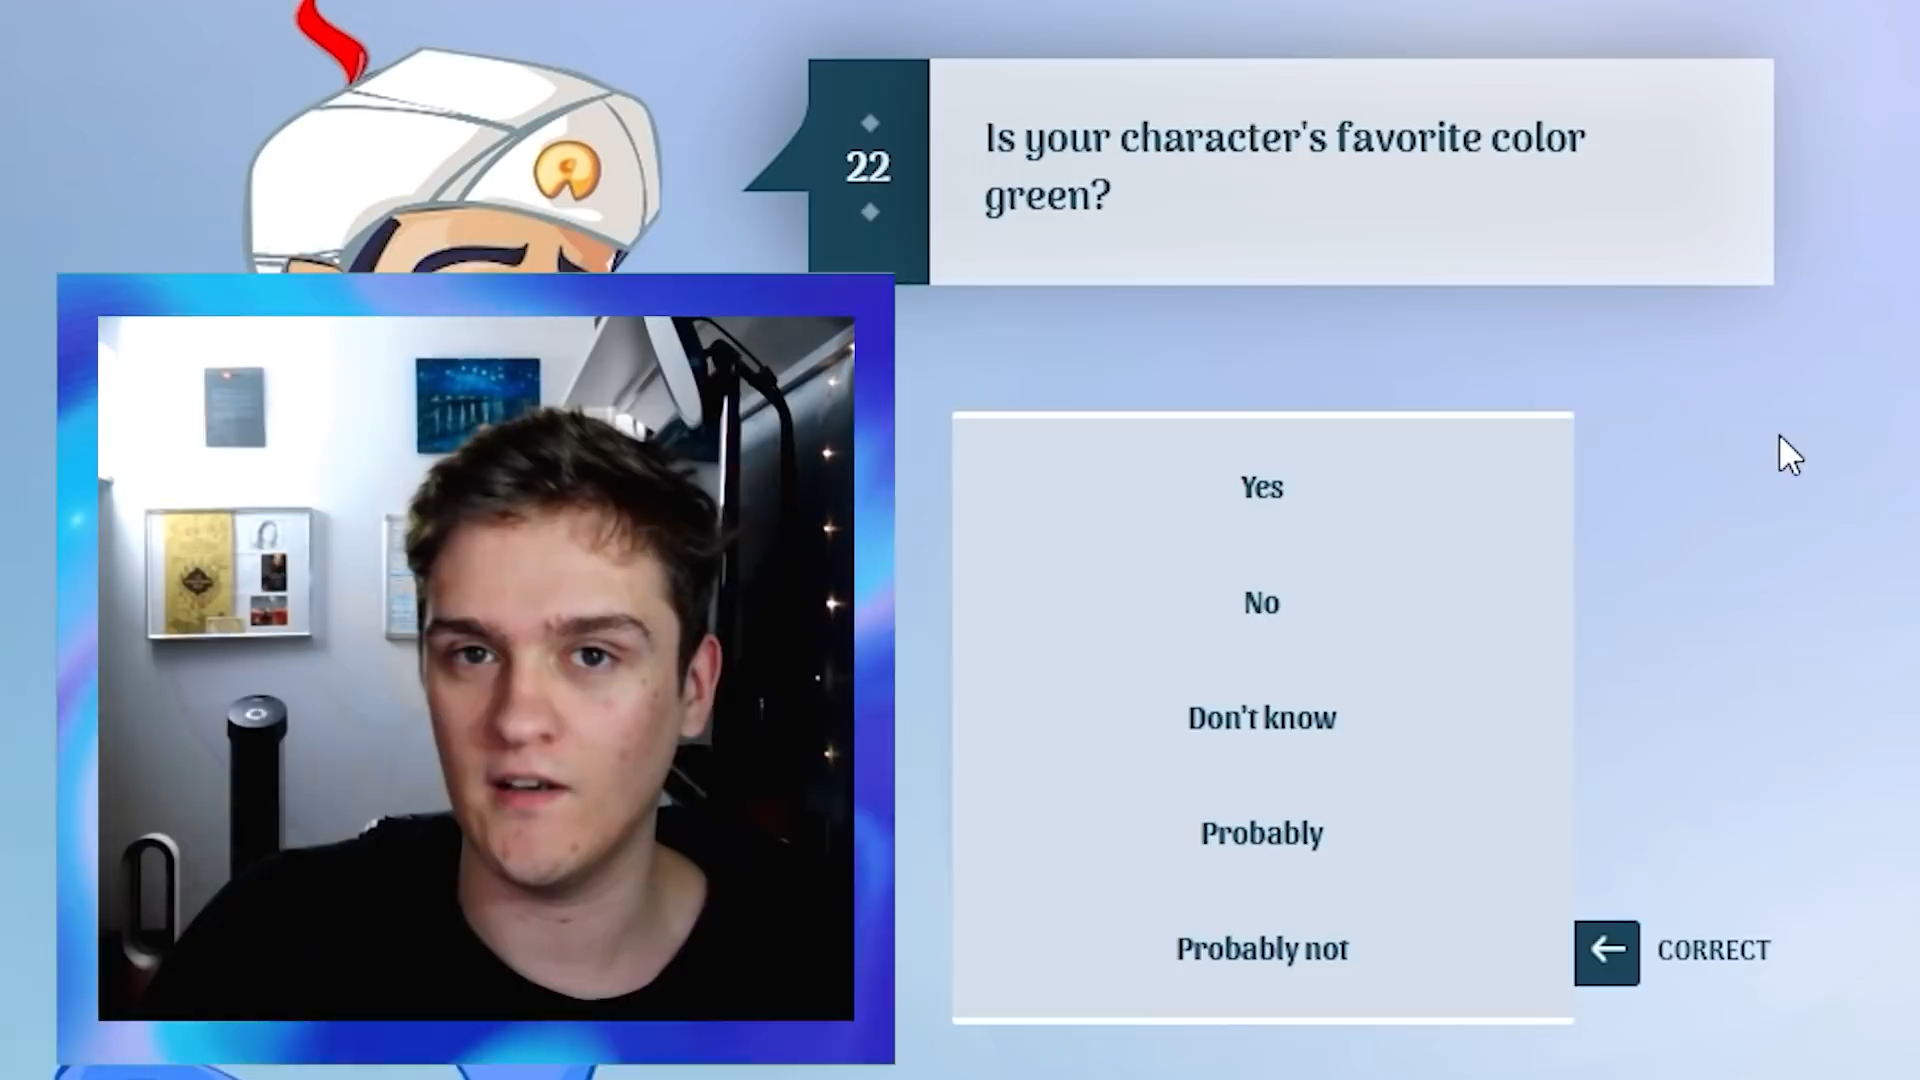 22
Is your character's favorite color
green?
Yes
No
Don't know
Probably
Probably not
CORRECT